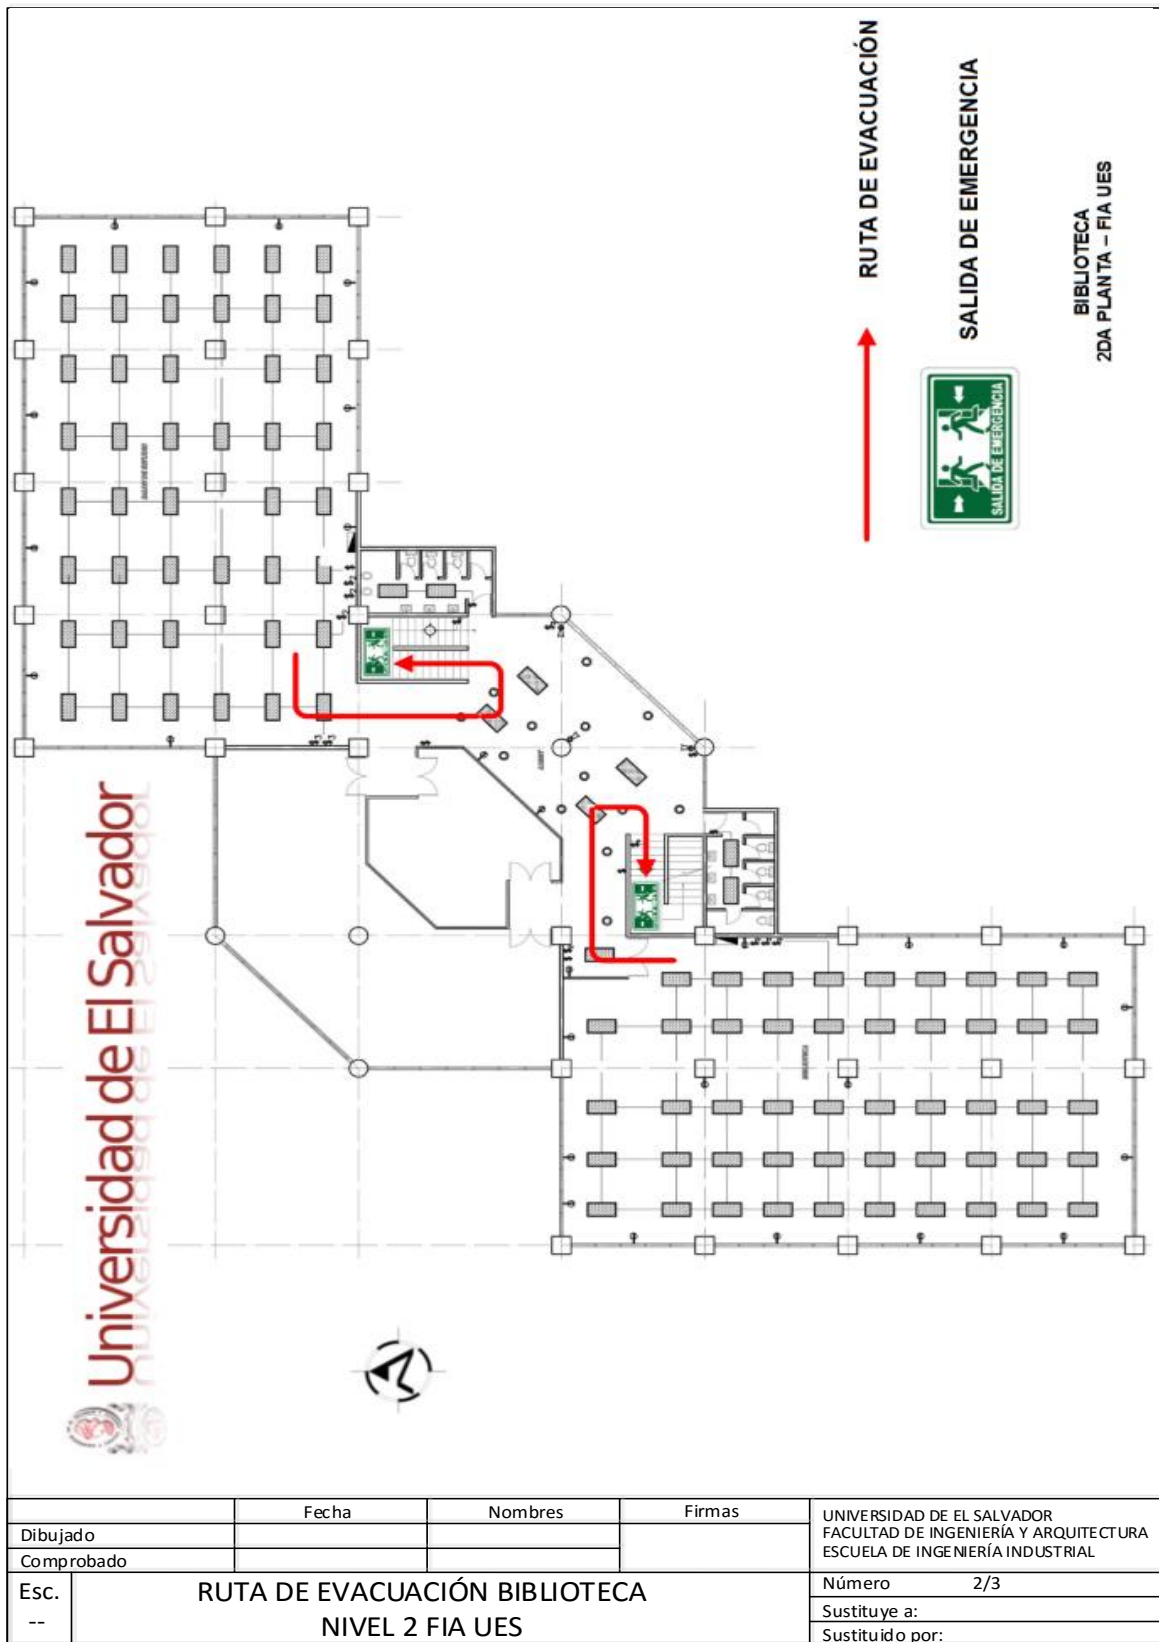 RUTA DE EVACUACIÓN
SALIDA DE EMERGENCIA
SALIDA DE EMERGENCIA
BIBLIOTECA
2DA PLANTA – FIA UES
Universidad de El Salvador
Fecha
Nombres
Firmas
Dibujado
Comprobado
Esc.
--
RUTA DE EVACUACIÓN BIBLIOTECA
NIVEL 2 FIA UES
UNIVERSIDAD DE EL SALVADOR
FACULTAD DE INGENIERÍA Y ARQUITECTURA
ESCUELA DE INGENIERÍA INDUSTRIAL
Número 2/3
Sustituye a:
Sustituido por: